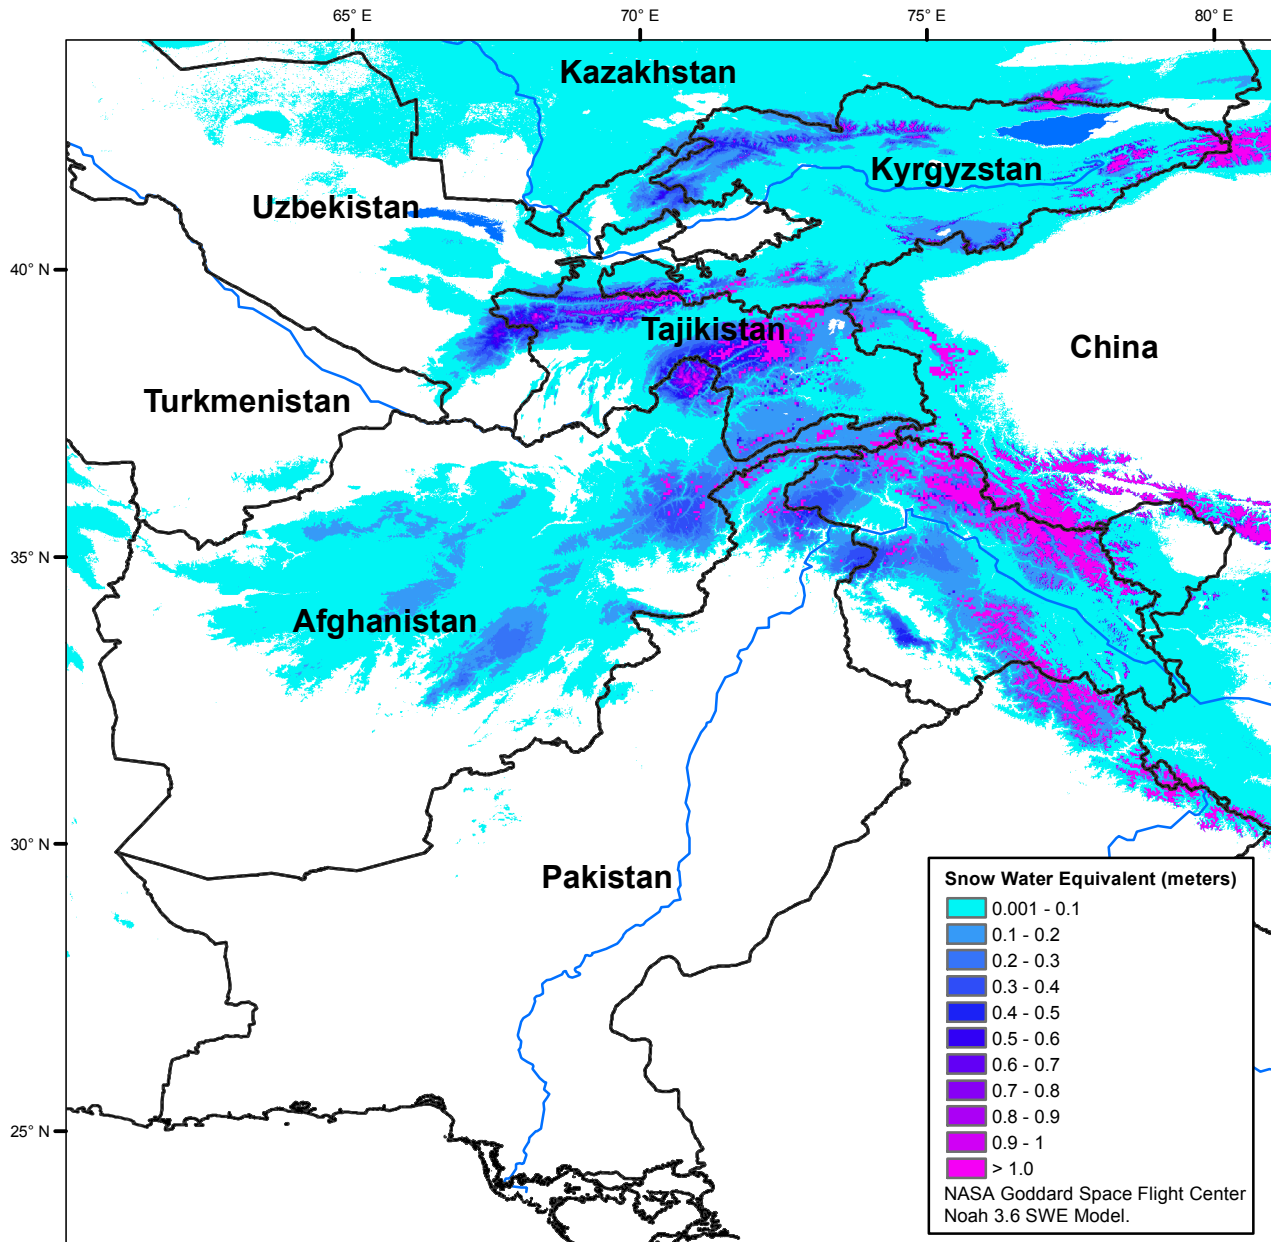 65° E
70° E
75° E
80° E
Kazakhstan
Kyrgyzstan
Uzbekistan
40° N
Tajikistan
China
Turkmenistan
35° N
Afghanistan
30° N
Pakistan
25° N
Snow Water Equivalent (meters)
0.001 - 0.1
0.1 - 0.2
0.2 - 0.3
0.3 - 0.4
0.4 - 0.5
0.5 - 0.6
0.6 - 0.7
0.7 - 0.8
0.8 - 0.9
0.9 - 1
> 1.0
NASA Goddard Space Flight Center
Noah 3.6 SWE Model.